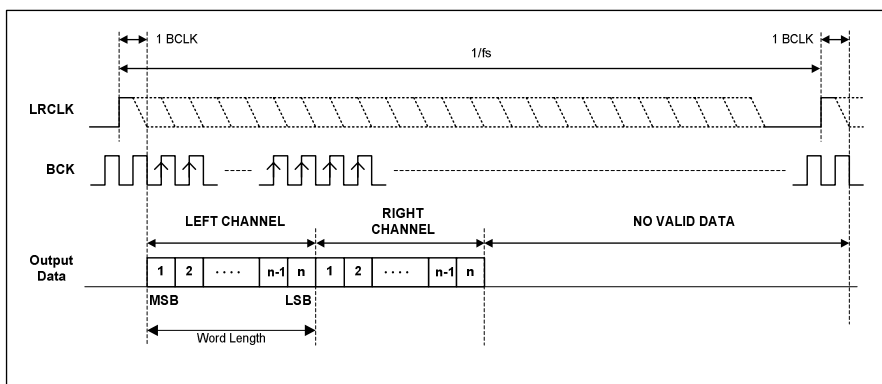 1 BCLK
1 BCLK
1/fs
LRCLK
BCK
LEFT CHANNEL
RIGHT
CHANNEL
NO VALID DATA
Output
Data
1 2 ···· n-1 n 1 2 ···· n-1 n
MSB
LSB
Word Length